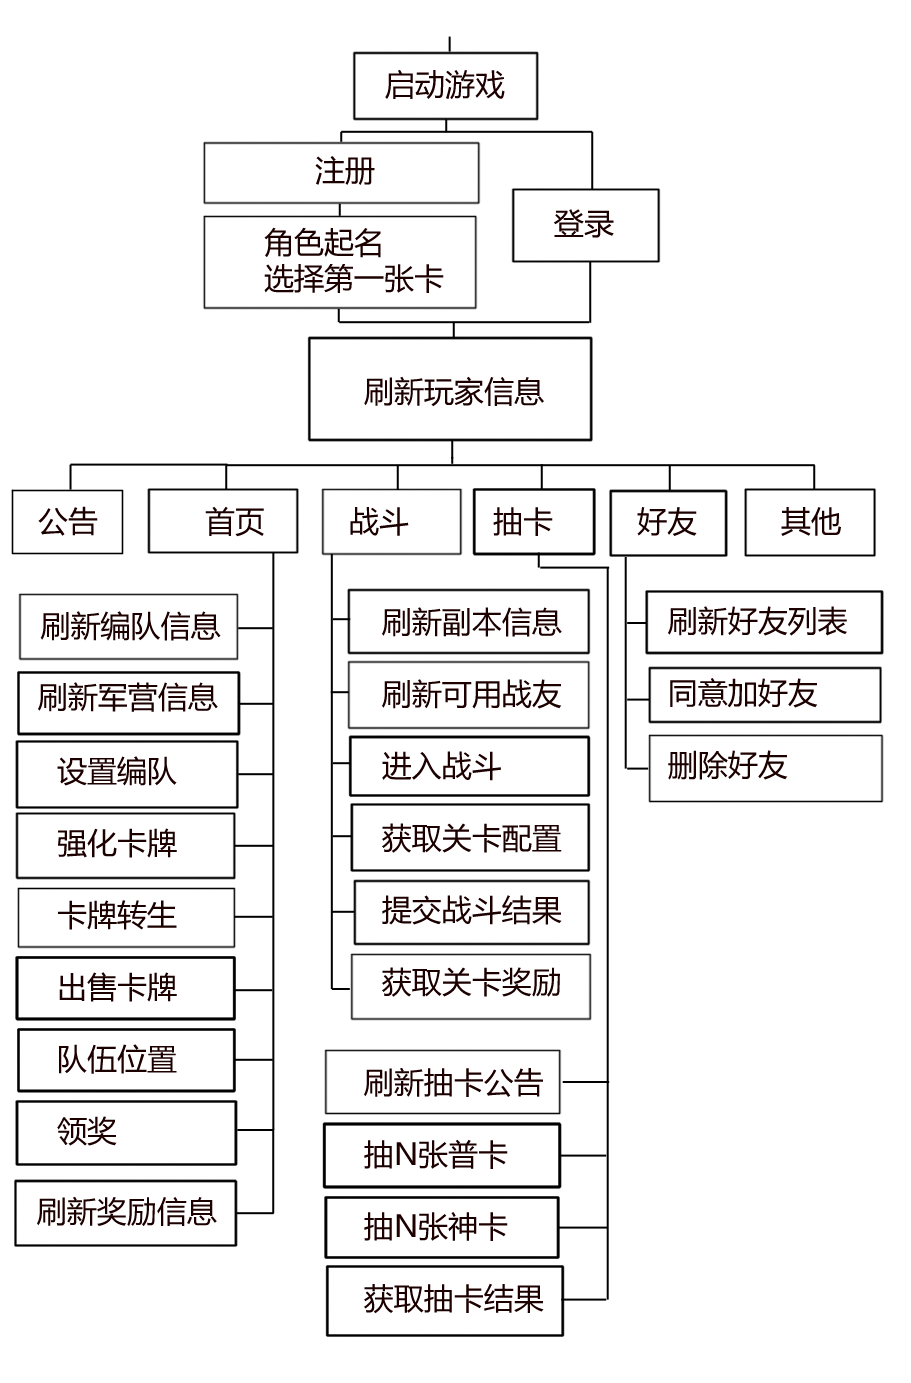 启动游戏
注册
登录
角色起名
选择第一张卡
刷新玩家信息
公告
首页
战斗
抽卡
好友
其他
刷新编队信息
刷新军营信息
设置编队
强化卡牌
卡牌转生
出售卡牌
队伍位置
领奖
刷新奖励信息
刷新副本信息
刷新可用战友
进入战斗
获取关卡配置
提交战斗结果
获取关卡奖励
刷新抽卡公告
抽N张普卡
抽N张神卡
获取抽卡结果
刷新好友列表
同意加好友
删除好友